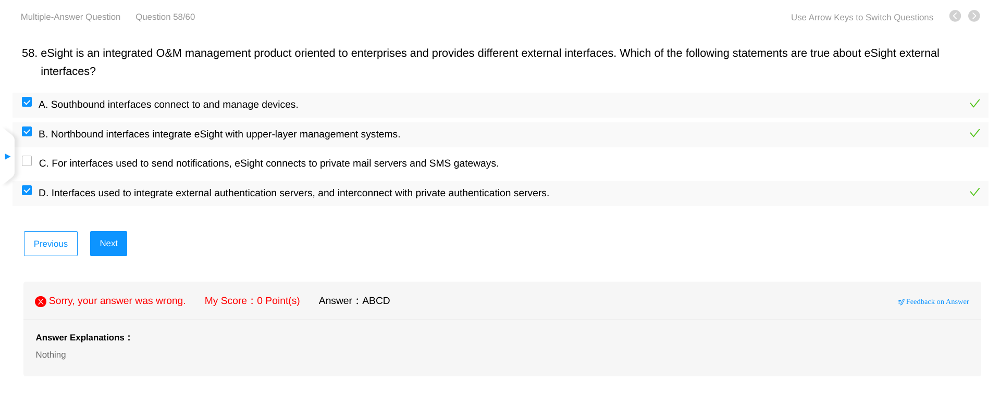 Multiple-Answer Question Question 58/60 Use Arrow Keys to Switch Questions
58. eSight is an integrated O&M management product oriented to enterprises and provides different external interfaces. Which of the following statements are true about eSight external
interfaces?
A. Southbound interfaces connect to and manage devices.
B. Northbound interfaces integrate eSight with upper-layer management systems.
C. For interfaces used to send notifications, eSight connects to private mail servers and SMS gateways.
D. Interfaces used to integrate external authentication servers, and interconnect with private authentication servers.
Previous Next
Sorry, your answer was wrong. My Score：0 Point(s) Answer：ABCD Feedback on Answer
Answer Explanations：
Nothing